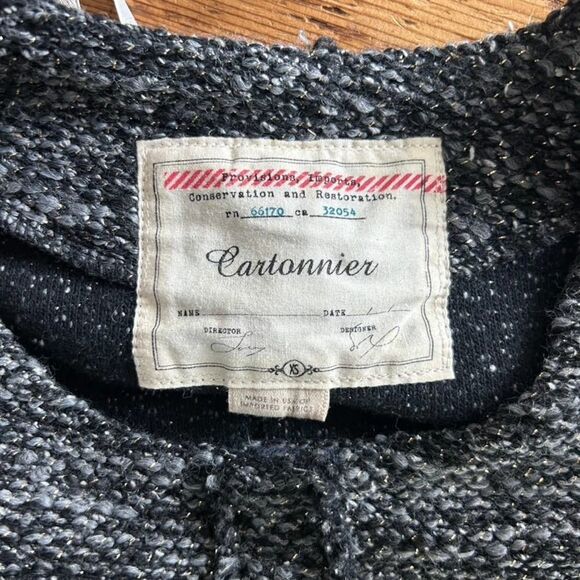 Provisions, Imports,
Conservation and Restoration.
rn 66170 ca 32054
Cartonnier
NAME DATE / /
DIRECTOR DESIGNER
XS
MADE IN USA OF
IMPORTED FABRICS